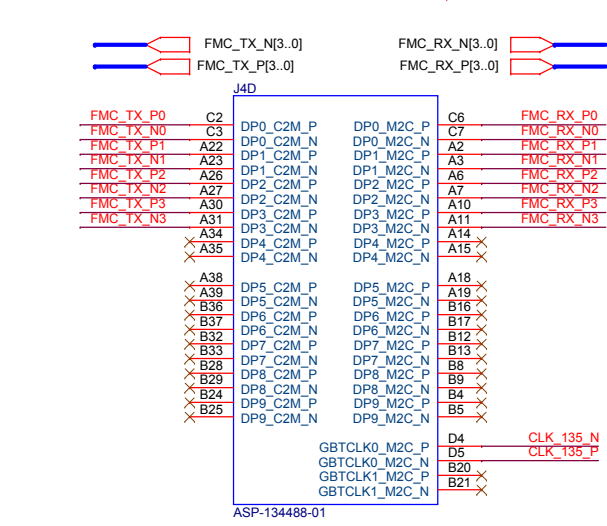 FMC_TX_N[3..0] FMC_RX_N[3..0]
FMC_TX_P[3..0] FMC_RX_P[3..0]
J4D
FMC_TX_P0 C2 DP0_C2M_P DP0_M2C_P C6 FMC_RX_P0
FMC_TX_N0 C3 DP0_C2M_N DP0_M2C_N C7 FMC_RX_N0
FMC_TX_P1 A22 DP1_C2M_P DP1_M2C_P A2 FMC_RX_P1
FMC_TX_N1 A23 DP1_C2M_N DP1_M2C_N A3 FMC_RX_N1
FMC_TX_P2 A26 DP2_C2M_P DP2_M2C_P A6 FMC_RX_P2
FMC_TX_N2 A27 DP2_C2M_N DP2_M2C_N A7 FMC_RX_N2
FMC_TX_P3 A30 DP3_C2M_P DP3_M2C_P A10 FMC_RX_P3
FMC_TX_N3 A31 DP3_C2M_N DP3_M2C_N A11 FMC_RX_N3
A34 DP4_C2M_P DP4_M2C_P A14
A35 DP4_C2M_N DP4_M2C_N A15
A38 DP5_C2M_P DP5_M2C_P A18
A39 DP5_C2M_N DP5_M2C_N A19
B36 DP6_C2M_P DP6_M2C_P B16
B37 DP6_C2M_N DP6_M2C_N B17
B32 DP7_C2M_P DP7_M2C_P B12
B33 DP7_C2M_N DP7_M2C_N B13
B28 DP8_C2M_P DP8_M2C_P B8
B29 DP8_C2M_N DP8_M2C_N B9
B24 DP9_C2M_P DP9_M2C_P B4
B25 DP9_C2M_N DP9_M2C_N B5
GBTCLK0_M2C_P D4 CLK_135_N
GBTCLK0_M2C_N D5 CLK_135_P
GBTCLK1_M2C_P B20
GBTCLK1_M2C_N B21
ASP-134488-01